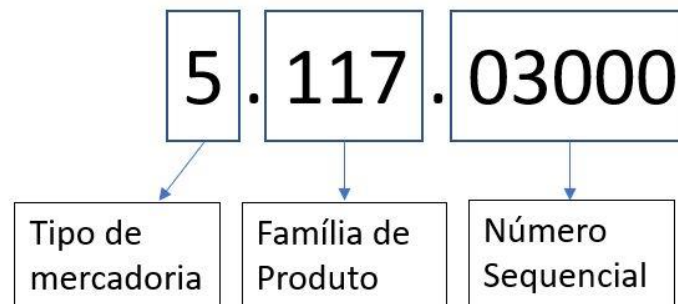 5 . 117 . 03000
Tipo de
mercadoria
Família de
Produto
Número
Sequencial